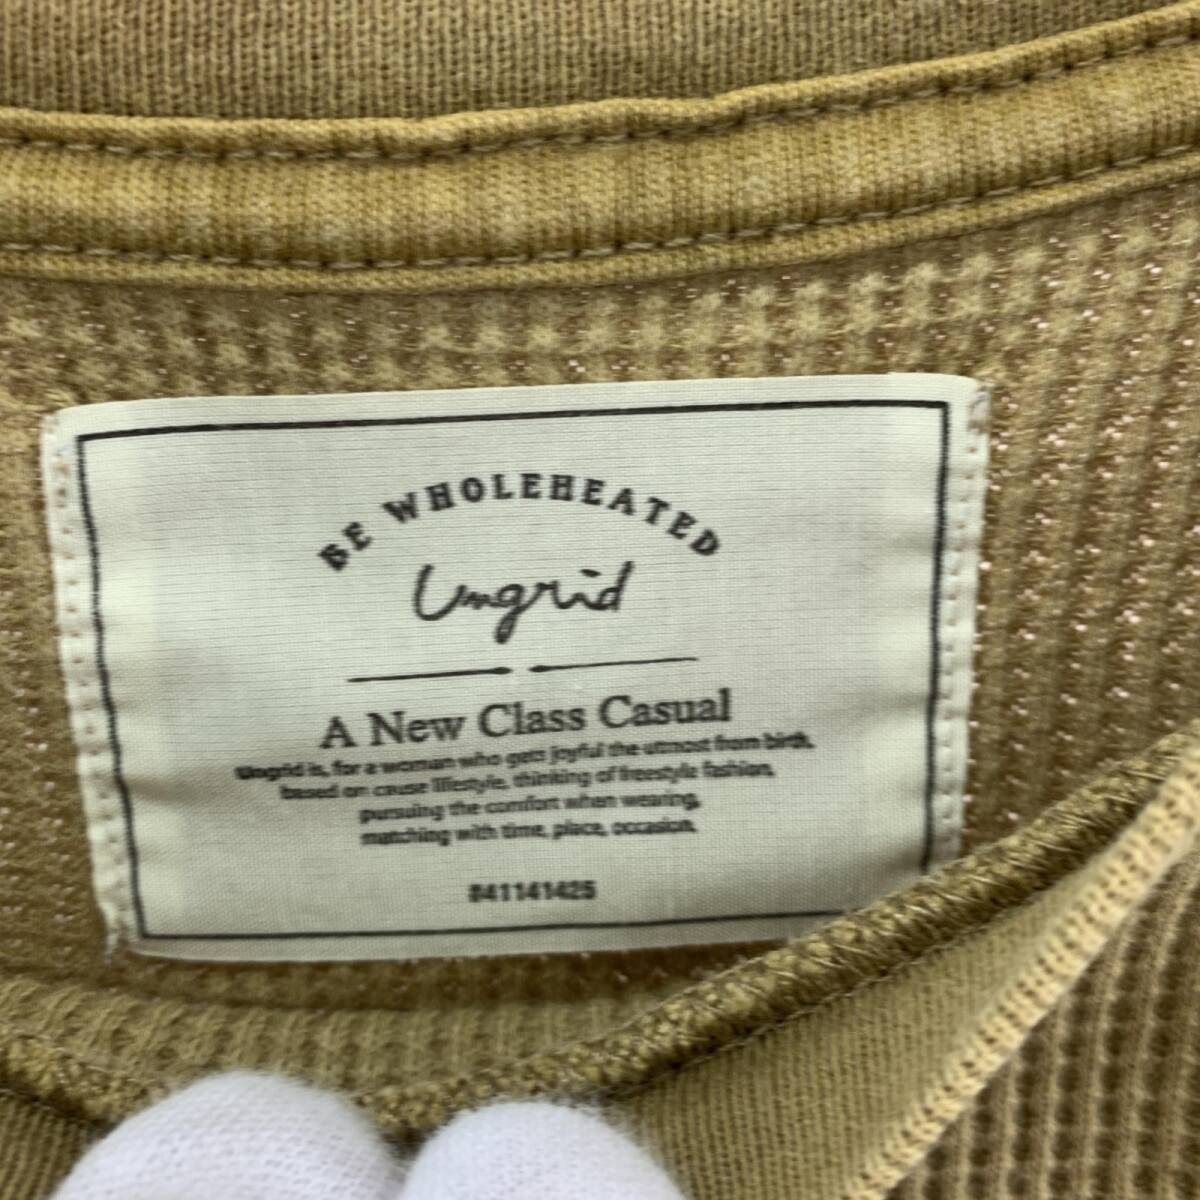 BE WHOLEHEATED
Ungrid
A New Class Casual
Ungrid is, for a woman who gets joyful the utmost from birth.
based on cause lifestyle, thinking of freestyle fashion,
pursuing the comfort when wearing,
matching with time, place, occasion.
#41141425